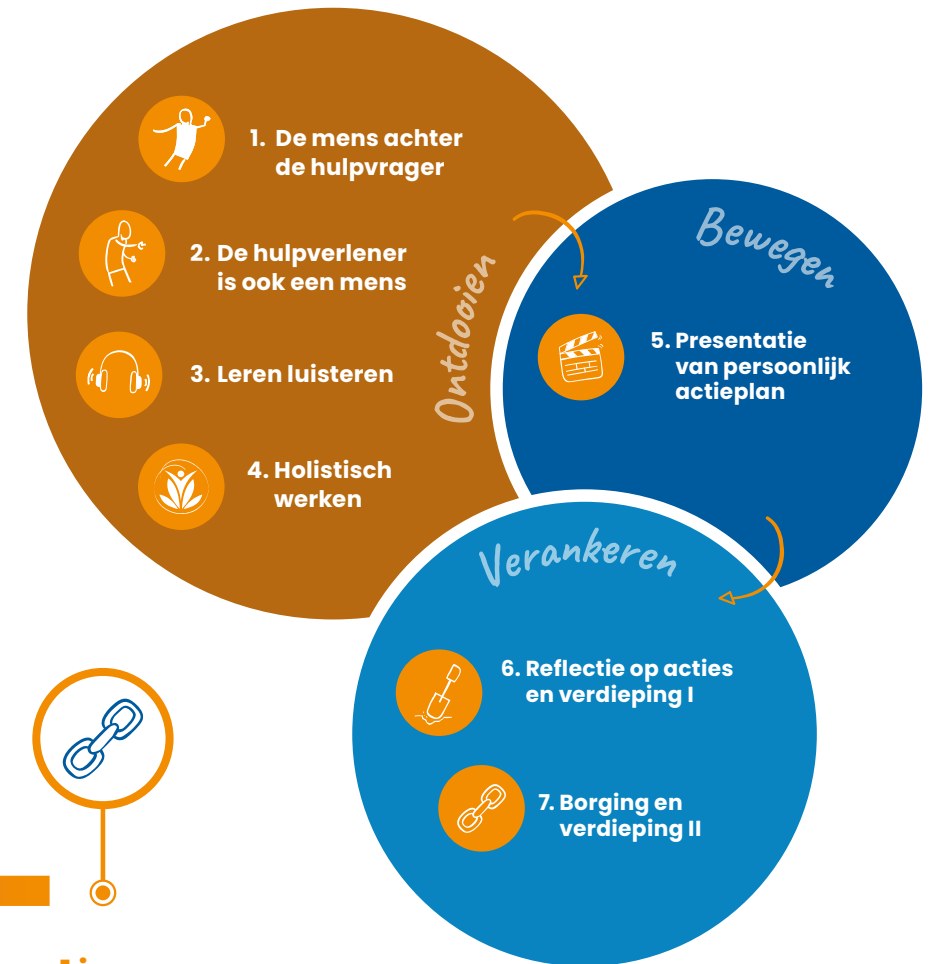 Ontdooien
1. De mens achter
de hulpvrager
2. De hulpverlener
is ook een mens
3. Leren luisteren
4. Holistisch
werken
Bewegen
5. Presentatie
van persoonlijk
actieplan
Verankeren
6. Reflectie op acties
en verdieping I
7. Borging en
verdieping II